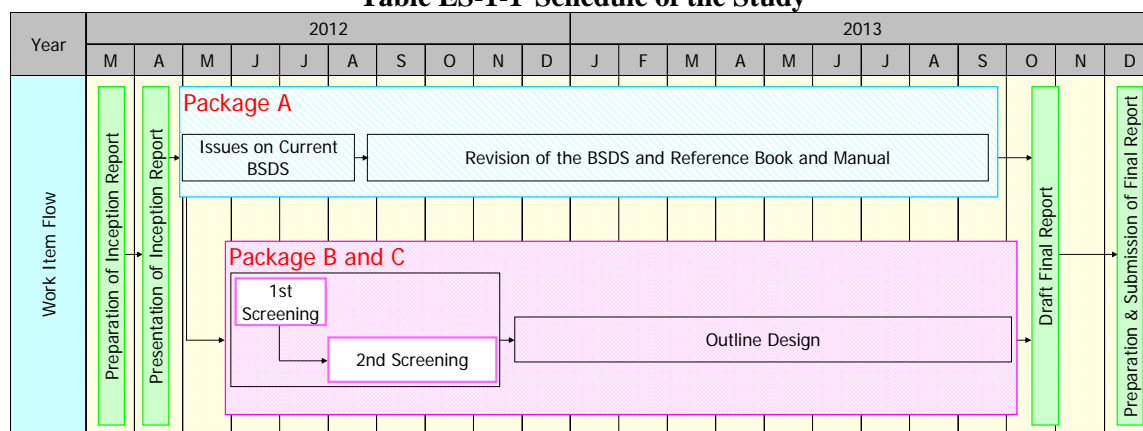 Table ES-1-1 Schedule of the Study
Year
2012
2013
M A M J J A S O N D J F M A M J J A S O N D
Work Item Flow
Preparation of Inception Report
Presentation of Inception Report
Package A
Issues on Current
BSDS
Revision of the BSDS and Reference Book and Manual
Package B and C
1st
Screening
2nd Screening
Outline Design
Draft Final Report
Preparation & Submission of Final Report